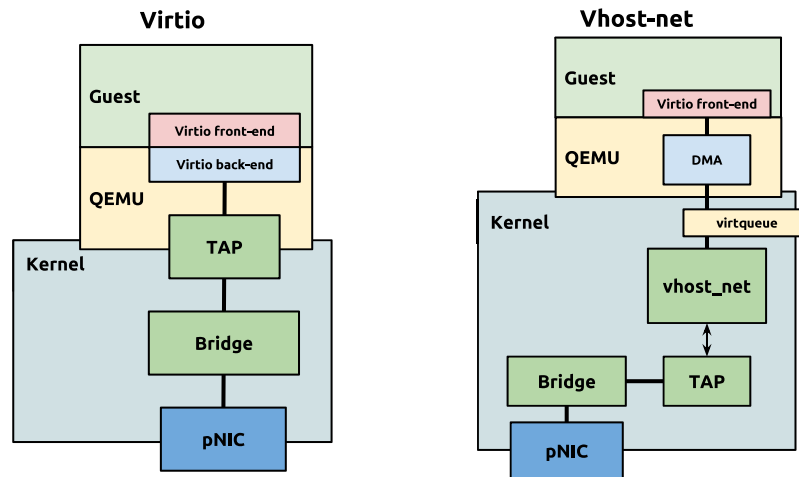 Virtio
Guest
Virtio front-end
Virtio back-end
QEMU
TAP
Kernel
Bridge
pNIC
Vhost-net
Guest
Virtio front-end
QEMU
DMA
Kernel
virtqueue
vhost_net
Bridge
TAP
pNIC